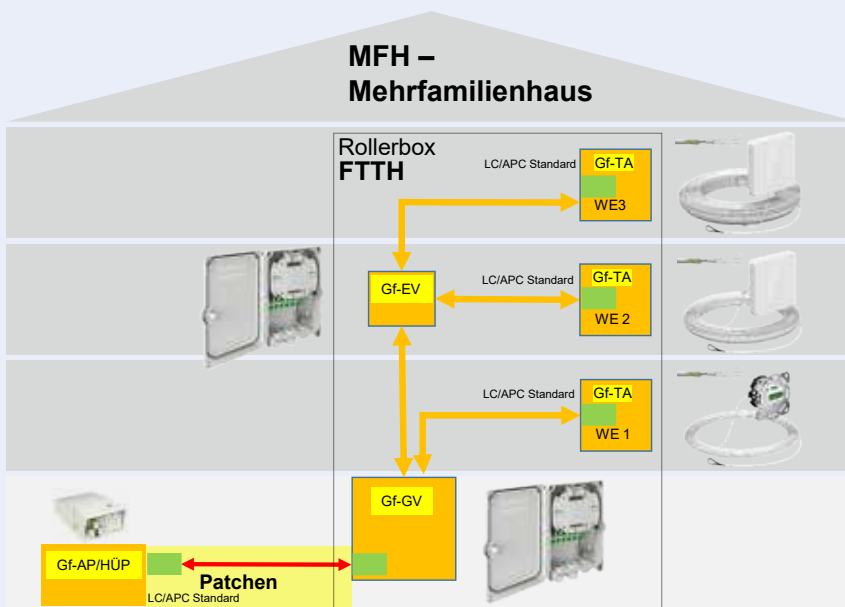 MFH –
Mehrfamilienhaus
Rollerbox
FTTH
LC/APC Standard
Gf-TA
WE3
Gf-EV
LC/APC Standard
Gf-TA
WE 2
LC/APC Standard
Gf-TA
WE 1
Gf-GV
Gf-AP/HÜP
Patchen
LC/APC Standard